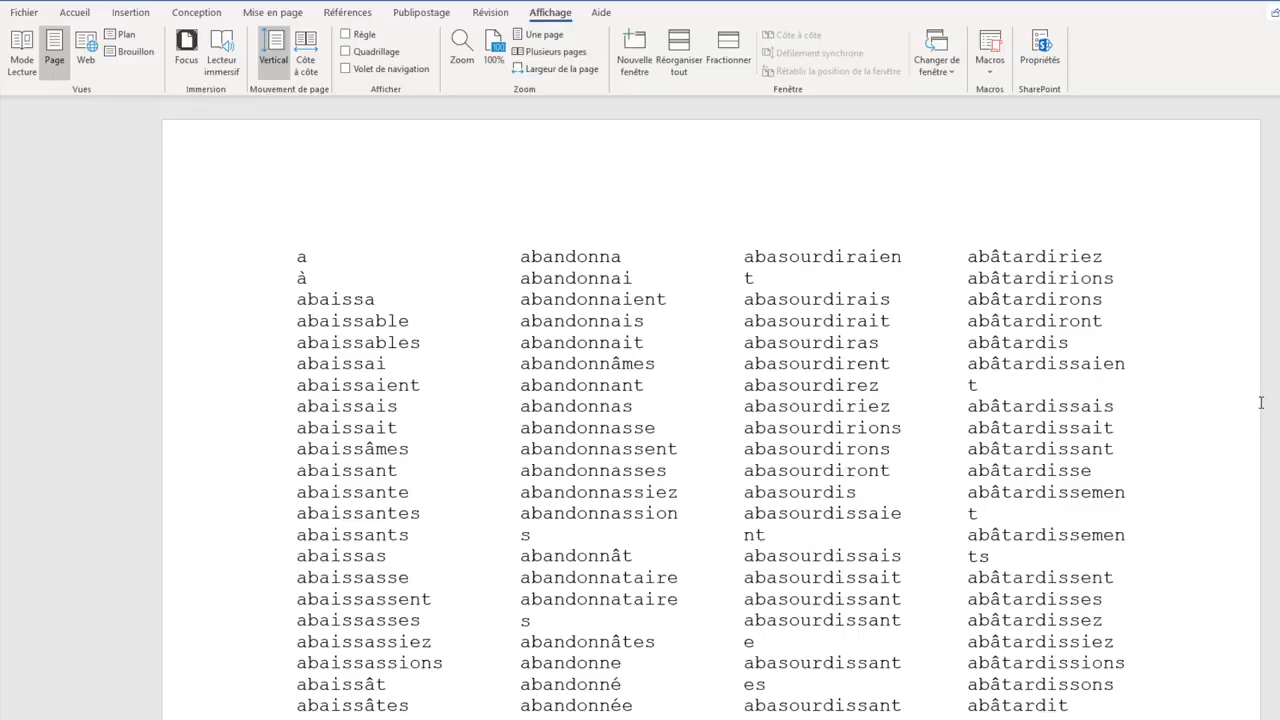 Fichier Accueil Insertion Conception Mise en page Références Publipostage Révision Affichage Aide
Mode Lecture
Page
Web
Plan
Brouillon
Vues
Focus
Lecteur immersif
Immersion
Vertical
Côte à côte
Mouvement de page
Règle
Quadrillage
Volet de navigation
Afficher
Zoom
100
100%
Une page
Plusieurs pages
Largeur de la page
Zoom
Nouvelle fenêtre
Réorganiser tout
Fractionner
Côte à côte
Défilement synchrone
Rétablir la position de la fenêtre
Changer de fenêtre
Fenêtre
Macros
Macros
Propriétés
SharePoint
a
à
abaissa
abaissable
abaissables
abaissai
abaissaient
abaissais
abaissait
abaissâmes
abaissant
abaissante
abaissantes
abaissants
abaissas
abaissasse
abaissassent
abaissasses
abaissassiez
abaissassions
abaissât
abaissâtes
abandonna
abandonnai
abandonnaient
abandonnais
abandonnait
abandonnâmes
abandonnant
abandonnas
abandonnasse
abandonnassent
abandonnasses
abandonnassiez
abandonnassion
s
abandonnât
abandonnataire
abandonnataire
s
abandonnâtes
abandonne
abandonné
abandonnée
abasourdiraien
t
abasourdirais
abasourdirait
abasourdiras
abasourdirent
abasourdirez
abasourdiriez
abasourdirions
abasourdirons
abasourdiront
abasourdis
abasourdissaie
nt
abasourdissais
abasourdissait
abasourdissant
abasourdissant
e
abasourdissant
es
abasourdissant
abâtardiriez
abâtardirions
abâtardirons
abâtardiront
abâtardis
abâtardissaien
t
abâtardissais
abâtardissait
abâtardissant
abâtardisse
abâtardissemen
t
abâtardissemen
ts
abâtardissent
abâtardisses
abâtardissez
abâtardissiez
abâtardissions
abâtardissons
abâtardit